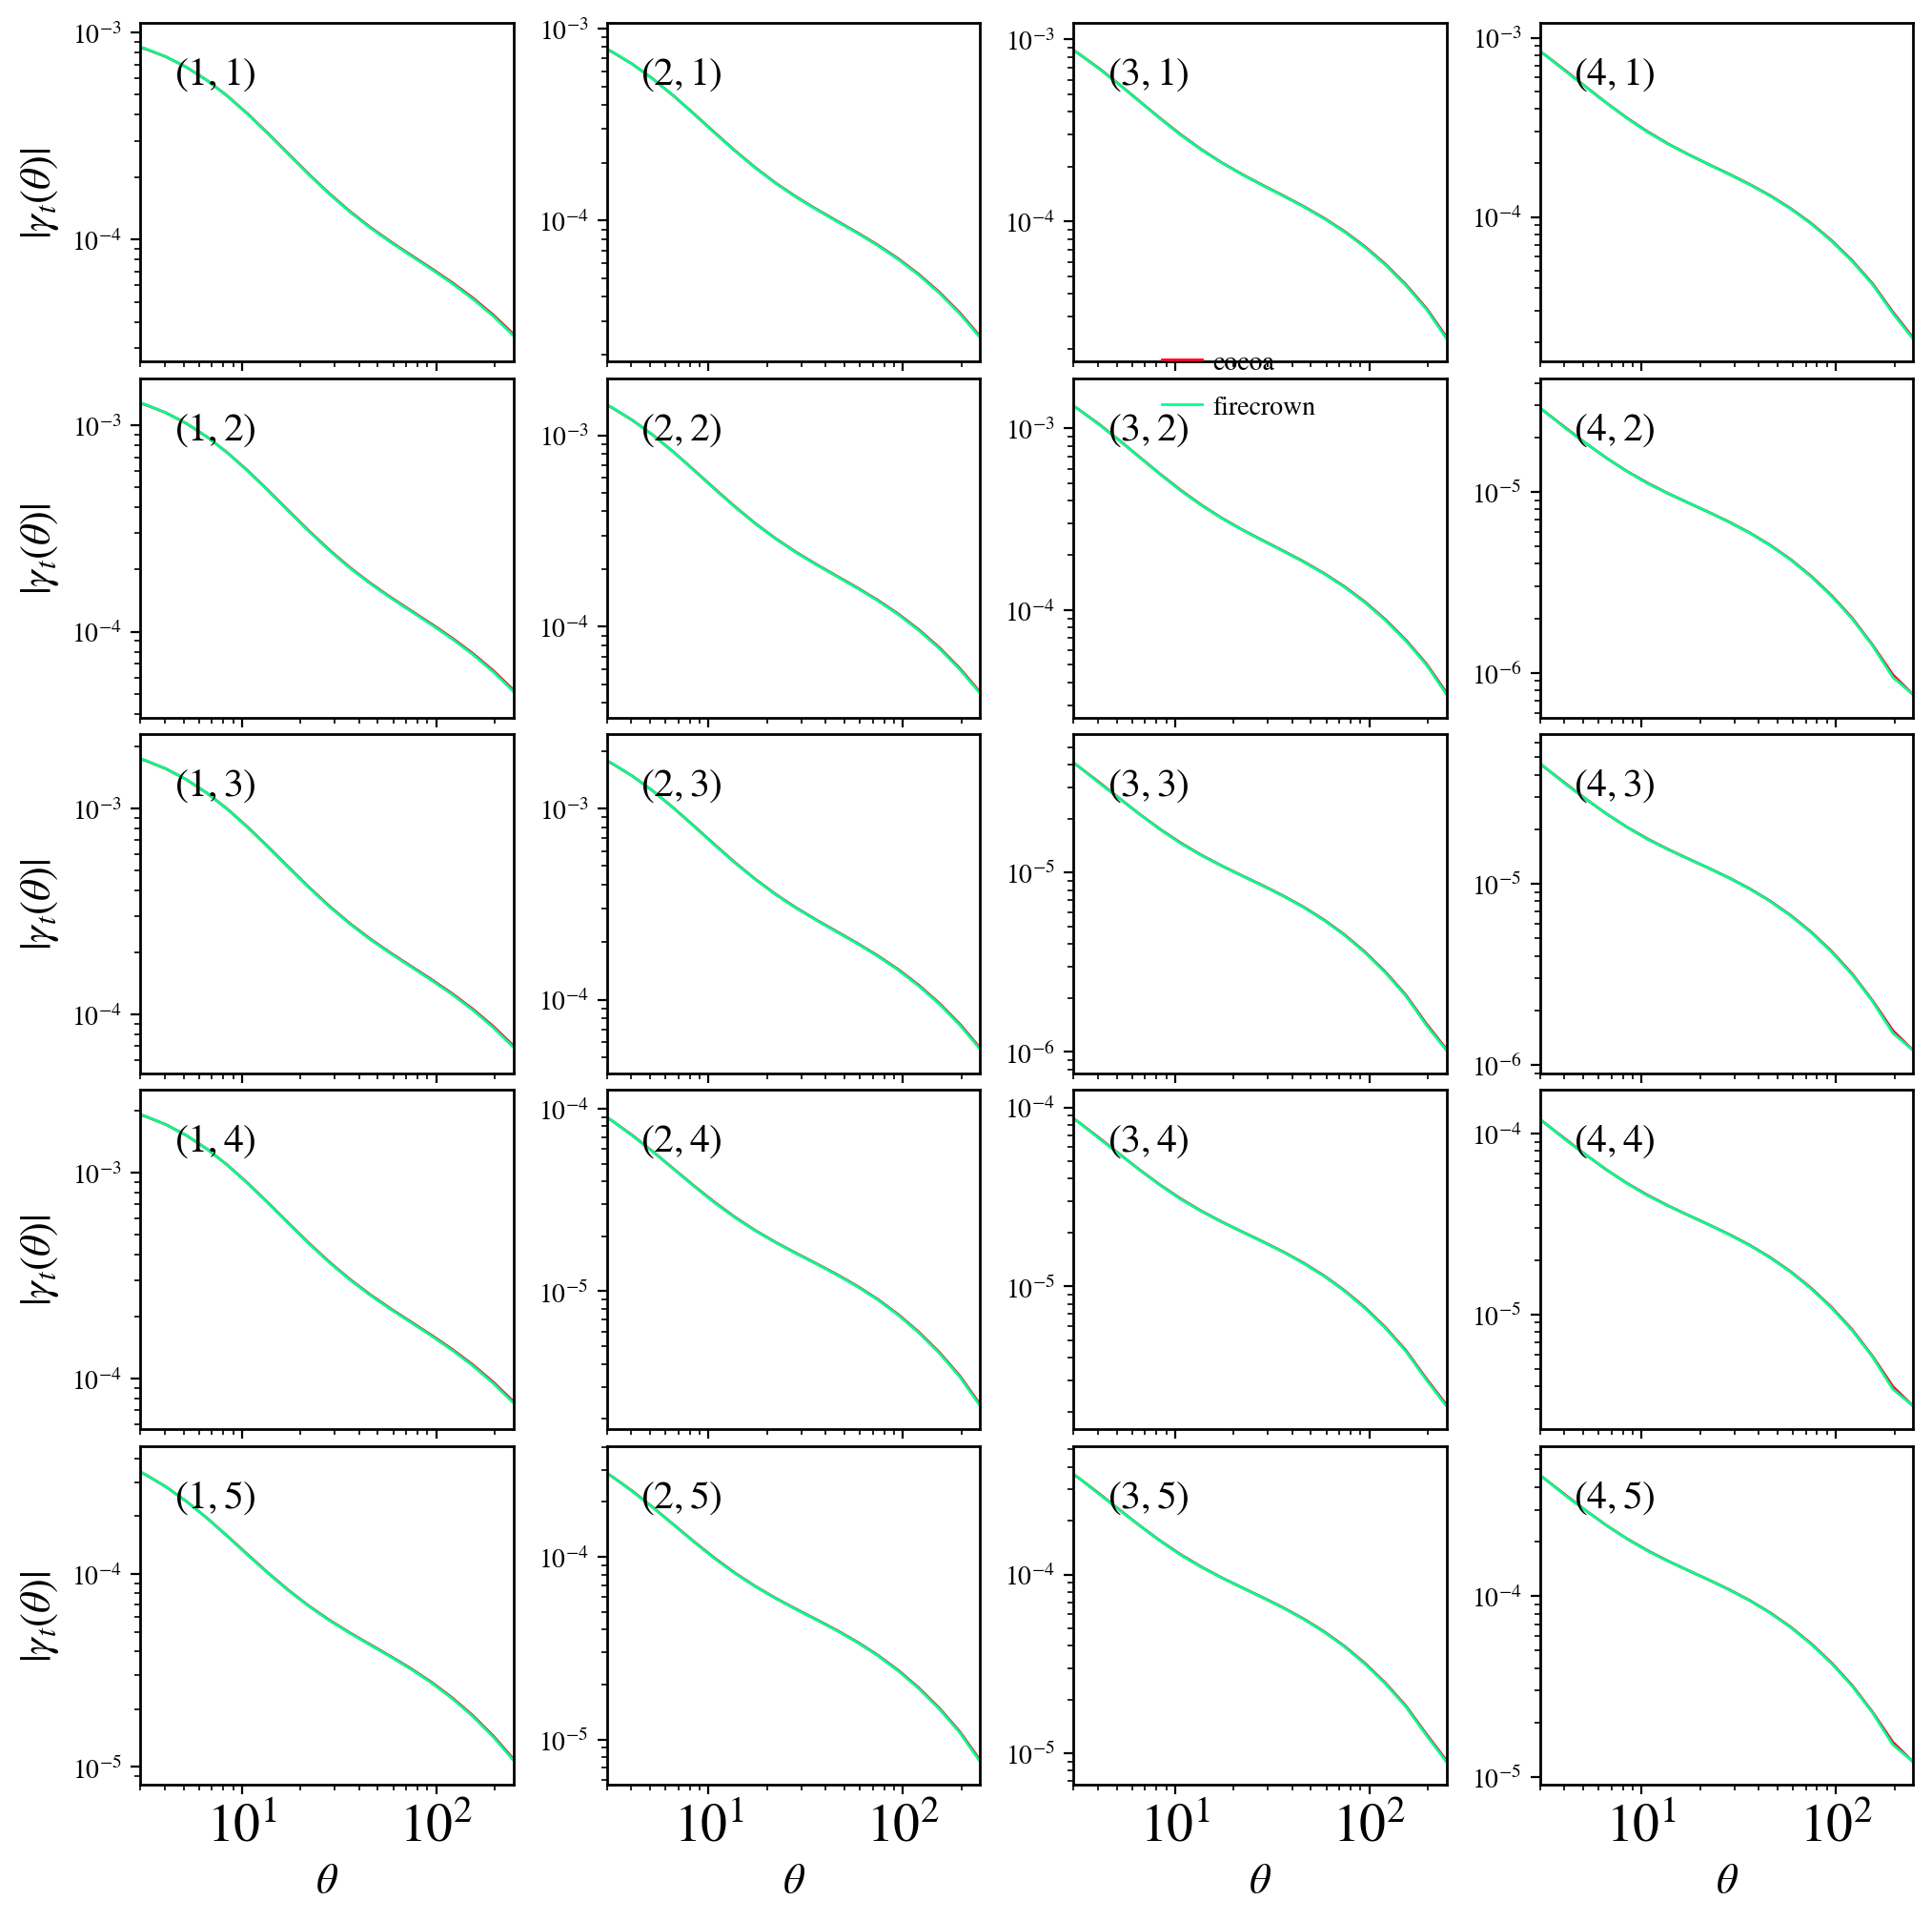 10⁻³ 10⁻³ 10⁻³ 10⁻³
(1, 1) (2, 1) (3, 1) (4, 1)
|γₜ(θ)|
10⁻⁴ 10⁻⁴ 10⁻⁴ 10⁻⁴
cocoa
firecrown
10⁻³ 10⁻³ 10⁻³ 10⁻⁵
(1, 2) (2, 2) (3, 2) (4, 2)
|γₜ(θ)|
10⁻⁴ 10⁻⁴ 10⁻⁴ 10⁻⁶
(1, 3) (2, 3) (3, 3) (4, 3)
10⁻³ 10⁻³ 10⁻⁵ 10⁻⁵
|γₜ(θ)|
10⁻⁴ 10⁻⁴ 10⁻⁶ 10⁻⁶
10⁻³ 10⁻⁴ 10⁻⁴ 10⁻⁴
(1, 4) (2, 4) (3, 4) (4, 4)
|γₜ(θ)|
10⁻⁴ 10⁻⁵ 10⁻⁵ 10⁻⁵
(1, 5) (2, 5) (3, 5) (4, 5)
10⁻⁴ 10⁻⁴ 10⁻⁴ 10⁻⁴
|γₜ(θ)|
10⁻⁵ 10⁻⁵ 10⁻⁵ 10⁻⁵
10¹ 10² 10¹ 10² 10¹ 10² 10¹ 10²
θ θ θ θ